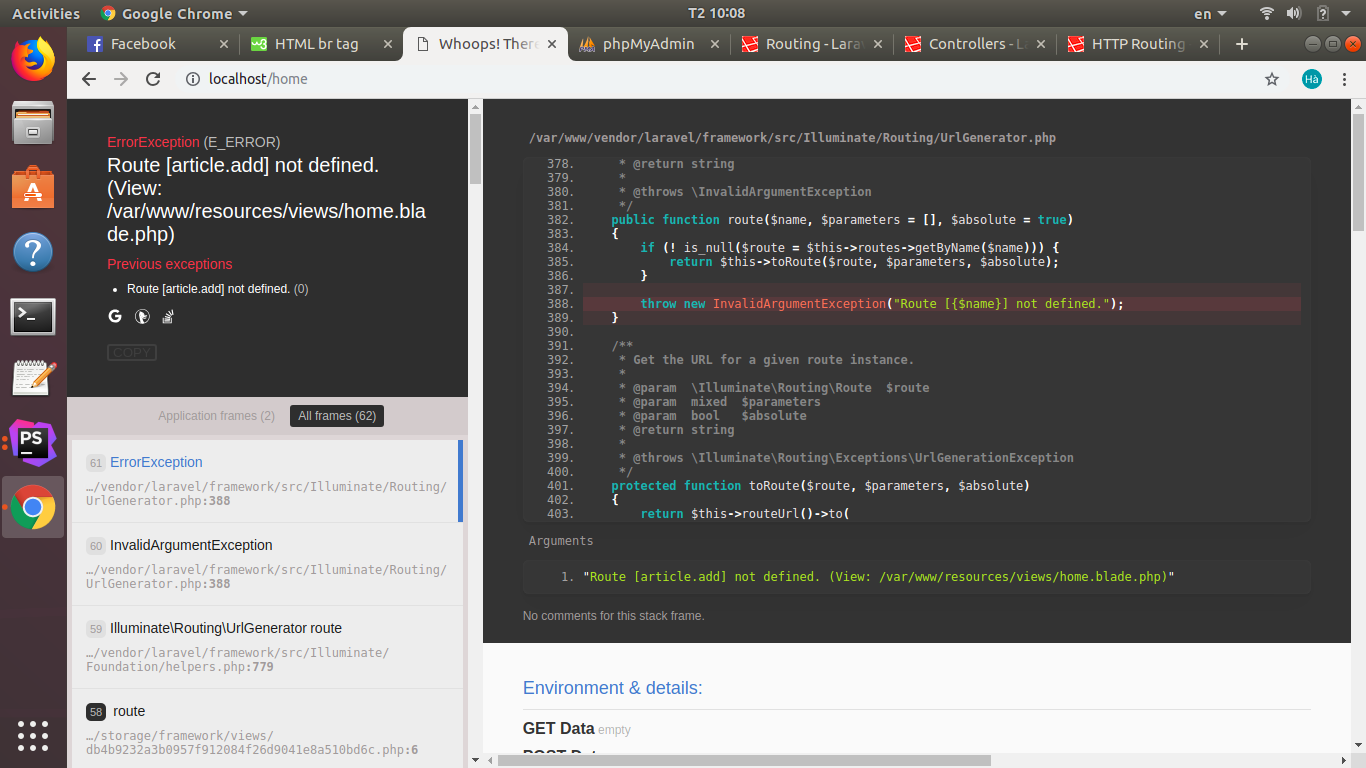 Activities
Google Chrome
T2 10:08
en
Facebook
HTML br tag
Whoops! There
phpMyAdmin
Routing - Lara
Controllers - L
HTTP Routing
localhost/home
Hà
ErrorException (E_ERROR)
Route [article.add] not defined.
(View:
/var/www/resources/views/home.bla
de.php)
Previous exceptions
Route [article.add] not defined. (0)
COPY
Application frames (2)
All frames (62)
61 ErrorException
…/vendor/laravel/framework/src/Illuminate/Routing/
UrlGenerator.php:388
60 InvalidArgumentException
…/vendor/laravel/framework/src/Illuminate/Routing/
UrlGenerator.php:388
59 Illuminate\Routing\UrlGenerator route
…/vendor/laravel/framework/src/Illuminate/
Foundation/helpers.php:779
58 route
…/storage/framework/views/
db4b9232a3b0957f912084f26d9041e8a510bd6c.php:6
/var/www/vendor/laravel/framework/src/Illuminate/Routing/UrlGenerator.php
378. * @return string
379. *
380. * @throws \InvalidArgumentException
381. */
382. public function route($name, $parameters = [], $absolute = true)
383. {
384. if (! is_null($route = $this->routes->getByName($name))) {
385. return $this->toRoute($route, $parameters, $absolute);
386. }
387.
388. throw new InvalidArgumentException("Route [{$name}] not defined.");
389. }
390.
391. /**
392. * Get the URL for a given route instance.
393. *
394. * @param \Illuminate\Routing\Route $route
395. * @param mixed $parameters
396. * @param bool $absolute
397. * @return string
398. *
399. * @throws \Illuminate\Routing\Exceptions\UrlGenerationException
400. */
401. protected function toRoute($route, $parameters, $absolute)
402. {
403. return $this->routeUrl()->to(
Arguments
1. "Route [article.add] not defined. (View: /var/www/resources/views/home.blade.php)"
No comments for this stack frame.
Environment & details:
GET Data empty
POST Data